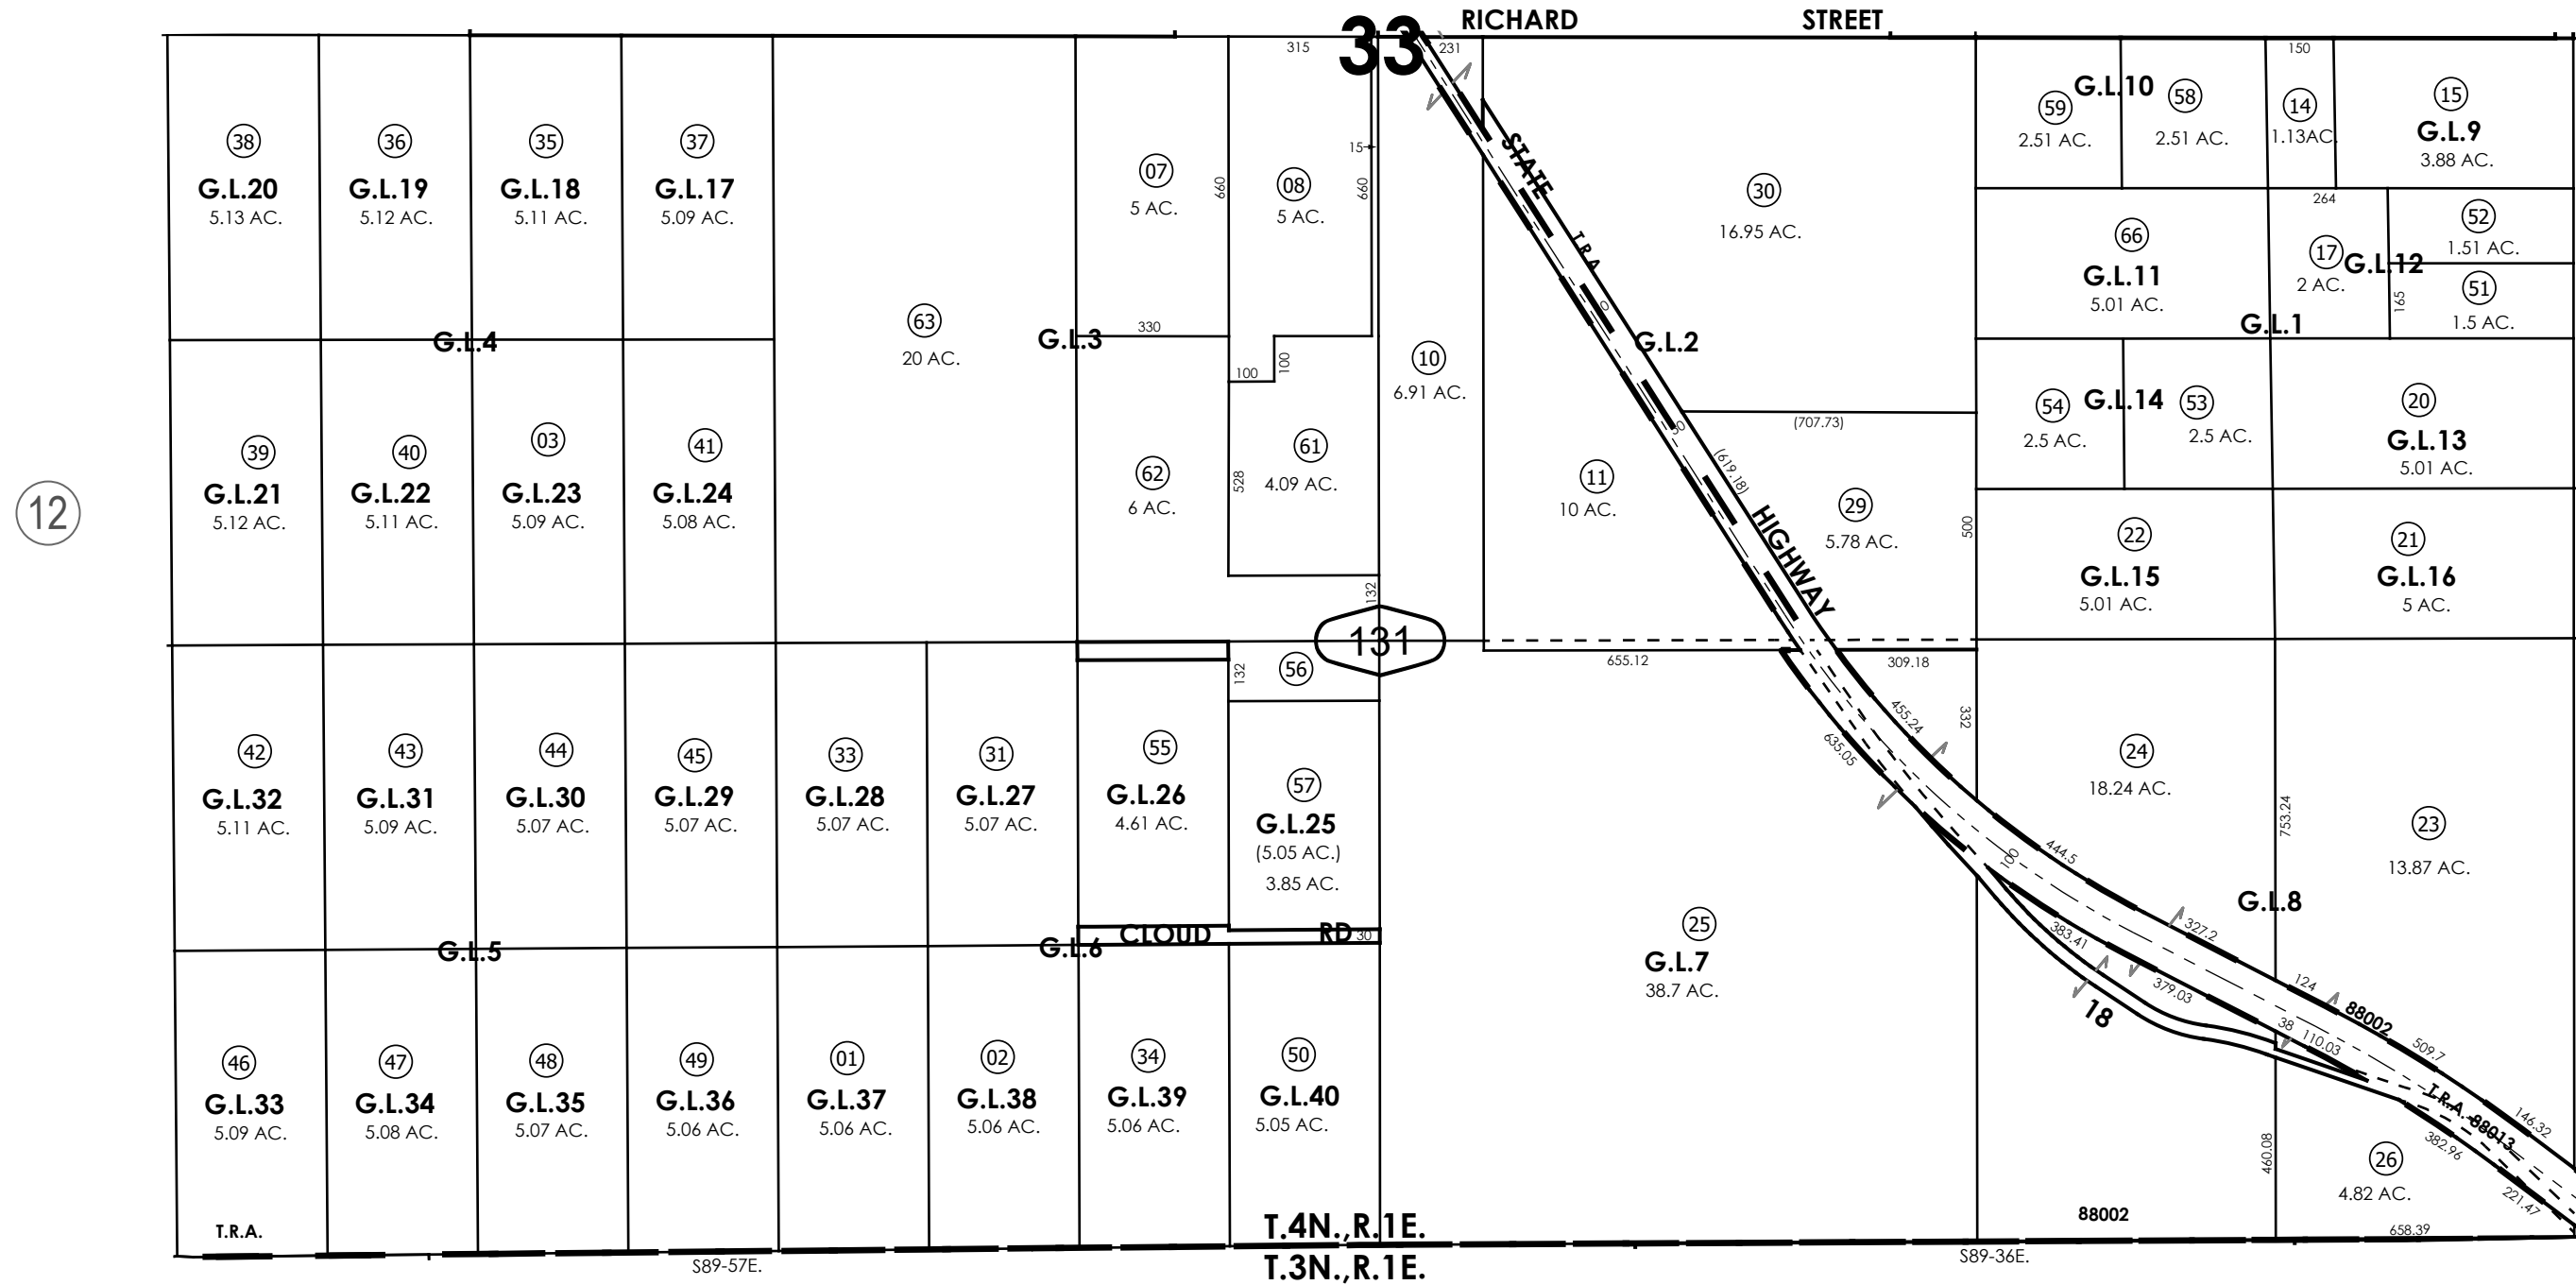 33
RICHARD STREET
315
231
150
38
G.L.20
5.13 AC.
36
G.L.19
5.12 AC.
35
G.L.18
5.11 AC.
37
G.L.17
5.09 AC.
07
5 AC.
660
08
5 AC.
660
15
STATE
T.R.A.
30
16.95 AC.
G.L.10
59
2.51 AC.
58
2.51 AC.
14
1.13AC.
15
G.L.9
3.88 AC.
264
66
G.L.11
5.01 AC.
17
2 AC.
G.L.12
52
1.51 AC.
51
1.5 AC.
165
G.L.1
63
20 AC.
G.L.4
G.L.3
330
100
100
10
6.91 AC.
G.L.2
(707.73)
(619.18)
12
39
G.L.21
5.12 AC.
40
G.L.22
5.11 AC.
03
G.L.23
5.09 AC.
41
G.L.24
5.08 AC.
62
6 AC.
528
61
4.09 AC.
11
10 AC.
HIGHWAY
29
5.78 AC.
500
54
2.5 AC.
G.L.14
53
2.5 AC.
20
G.L.13
5.01 AC.
22
G.L.15
5.01 AC.
21
G.L.16
5 AC.
132
131
132
56
655.12
309.18
332
455.24
635.05
42
G.L.32
5.11 AC.
43
G.L.31
5.09 AC.
44
G.L.30
5.07 AC.
45
G.L.29
5.07 AC.
33
G.L.28
5.07 AC.
31
G.L.27
5.07 AC.
55
G.L.26
4.61 AC.
57
G.L.25
(5.05 AC.)
3.85 AC.
24
18.24 AC.
753.24
23
13.87 AC.
100
444.5
G.L.8
327.2
383.41
379.03
124
18
38
110.03
88002
509.7
G.L.5
G.L.6
CLOUD RD
30
25
G.L.7
38.7 AC.
46
G.L.33
5.09 AC.
47
G.L.34
5.08 AC.
48
G.L.35
5.07 AC.
49
G.L.36
5.06 AC.
01
G.L.37
5.06 AC.
02
G.L.38
5.06 AC.
34
G.L.39
5.06 AC.
50
G.L.40
5.05 AC.
T.R.A. 88013
146.32
382.96
221.47
460.08
26
4.82 AC.
T.R.A.
88002
658.39
T.4N.,R.1E.
S89-57E.
S89-36E.
T.3N.,R.1E.